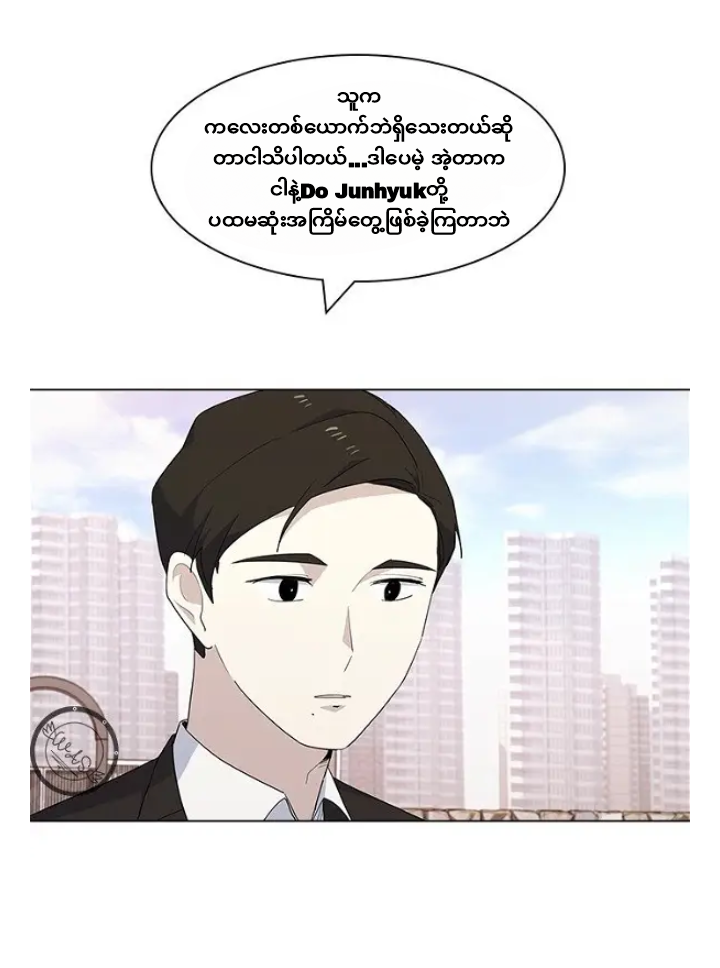 သူက
ကလေးတစ်ယောက်ဘဲရှိသေးတယ်ဆို
တာငါသိပါတယ်...ဒါပေမဲ့ အဲ့တာက
ငါနဲ့Do Junhyukတို့
ပထမဆုံးအကြိမ်တွေ့ဖြစ်ခဲ့ကြတာဘဲ